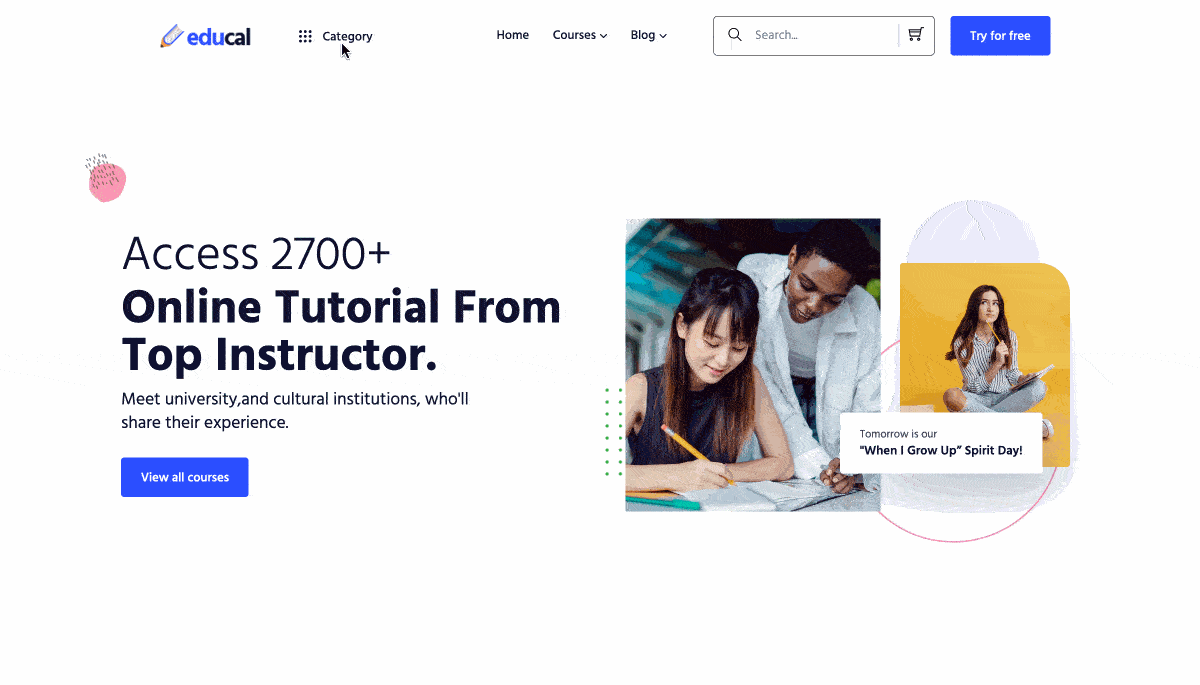 educal
Category
Home
Courses
Blog
Search...
Try for free
Access 2700+
Online Tutorial From
Top Instructor.
Meet university,and cultural institutions, who'll
share their experience.
View all courses
Tomorrow is our
"When I Grow Up” Spirit Day!